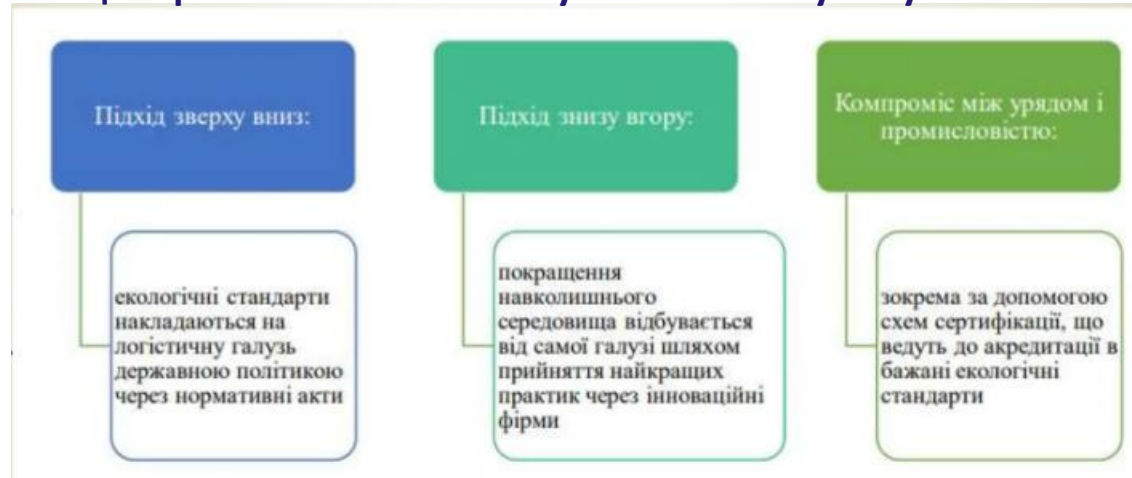 Підхід зверху вниз:
екологічні стандарти
накладаються на
логістичну галузь
державною політикою
через нормативні акти
Підхід знизу вгору:
покращення
навколишнього
середовища відбувається
від самої галузі шляхом
прийняття найкращих
практик через інноваційні
фірми
Компроміс між урядом і
промисловістю:
зокрема за допомогою
схем сертифікації, що
ведуть до акредитації в
бажані екологічні
стандарти